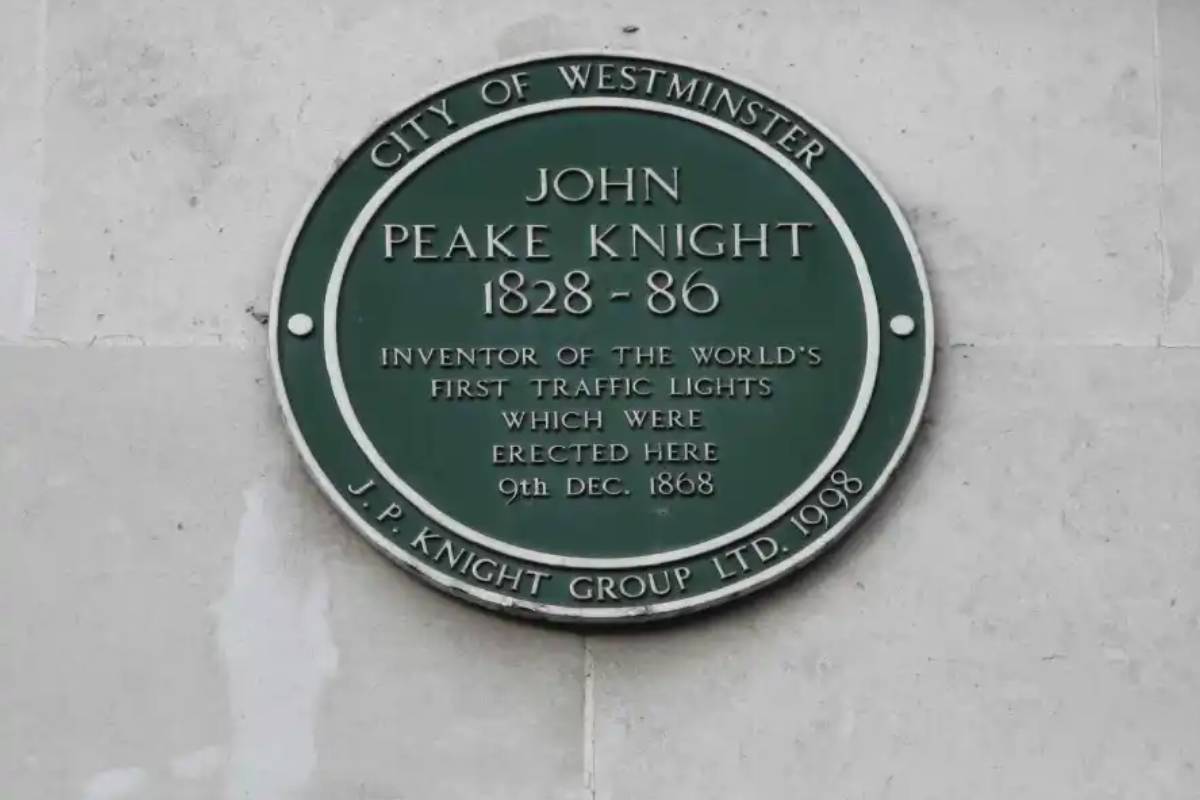 CITY OF WESTMINSTER
JOHN
PEAKE KNIGHT
1828 - 86
INVENTOR OF THE WORLD'S
FIRST TRAFFIC LIGHTS
WHICH WERE
ERECTED HERE
9th DEC. 1868
J. P. KNIGHT GROUP LTD. 1998